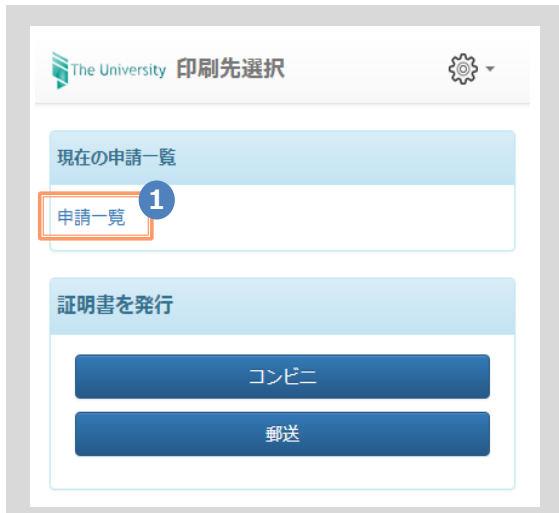 The University 印刷先選択
現在の申請一覧
申請一覧
1
証明書を発行
コンビニ
郵送